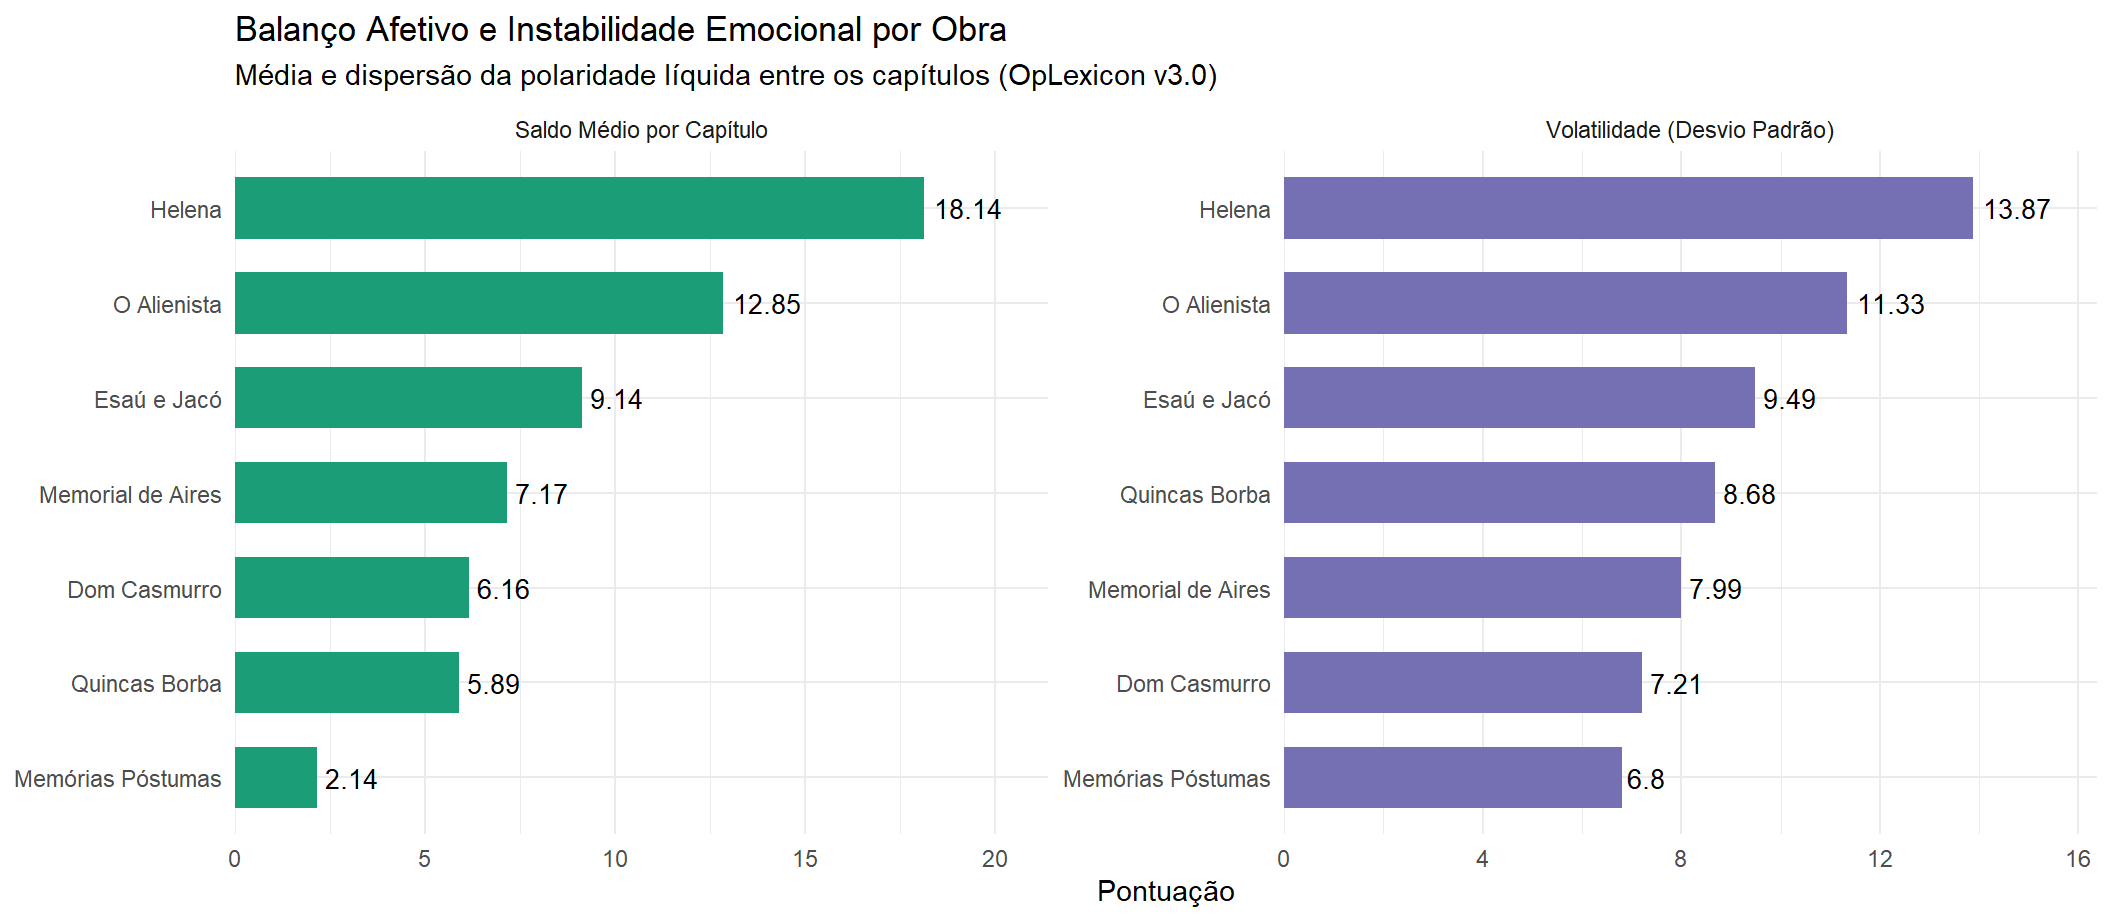 Balanço Afetivo e Instabilidade Emocional por Obra
Média e dispersão da polaridade líquida entre os capítulos (OpLexicon v3.0)
Saldo Médio por Capítulo
Helena 18.14
O Alienista 12.85
Esaú e Jacó 9.14
Memorial de Aires 7.17
Dom Casmurro 6.16
Quincas Borba 5.89
Memórias Póstumas 2.14
0 5 10 15 20
Volatilidade (Desvio Padrão)
Helena 13.87
O Alienista 11.33
Esaú e Jacó 9.49
Quincas Borba 8.68
Memorial de Aires 7.99
Dom Casmurro 7.21
Memórias Póstumas 6.8
0 4 8 12 16
Pontuação